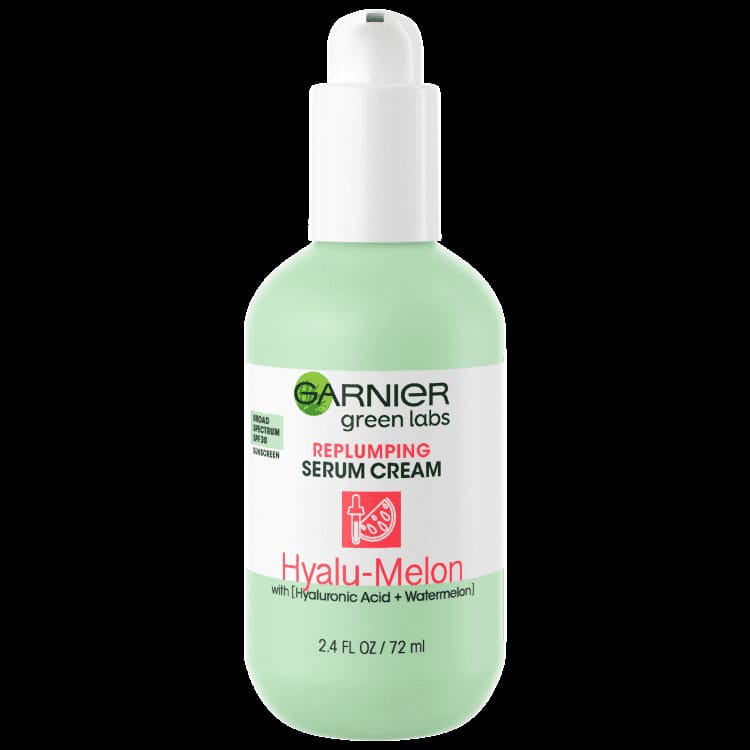 GARNIER
green labs
BROAD
SPECTRUM
SPF 30
SUNSCREEN
REPLUMPING
SERUM CREAM
Hyalu-Melon
with [Hyaluronic Acid + Watermelon]
2.4 FL OZ / 72 ml